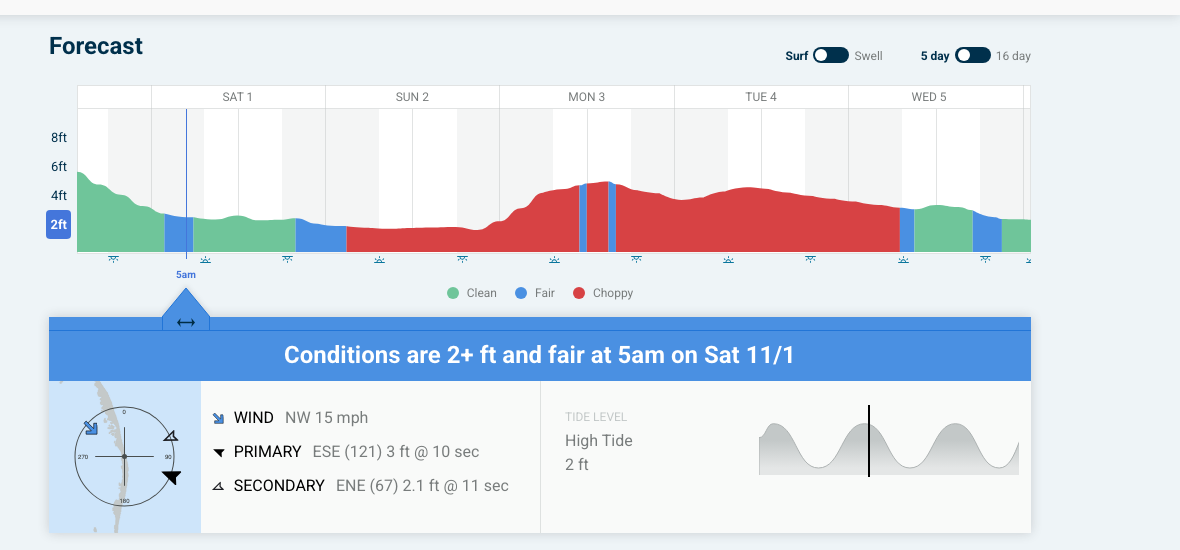 Forecast
Surf Swell 5 day 16 day
SAT 1 SUN 2 MON 3 TUE 4 WED 5
8ft
6ft
4ft
2ft
5am
Clean Fair Choppy
Conditions are 2+ ft and fair at 5am on Sat 11/1
0
90
180
270
WIND NW 15 mph
PRIMARY ESE (121) 3 ft @ 10 sec
SECONDARY ENE (67) 2.1 ft @ 11 sec
TIDE LEVEL
High Tide
2 ft